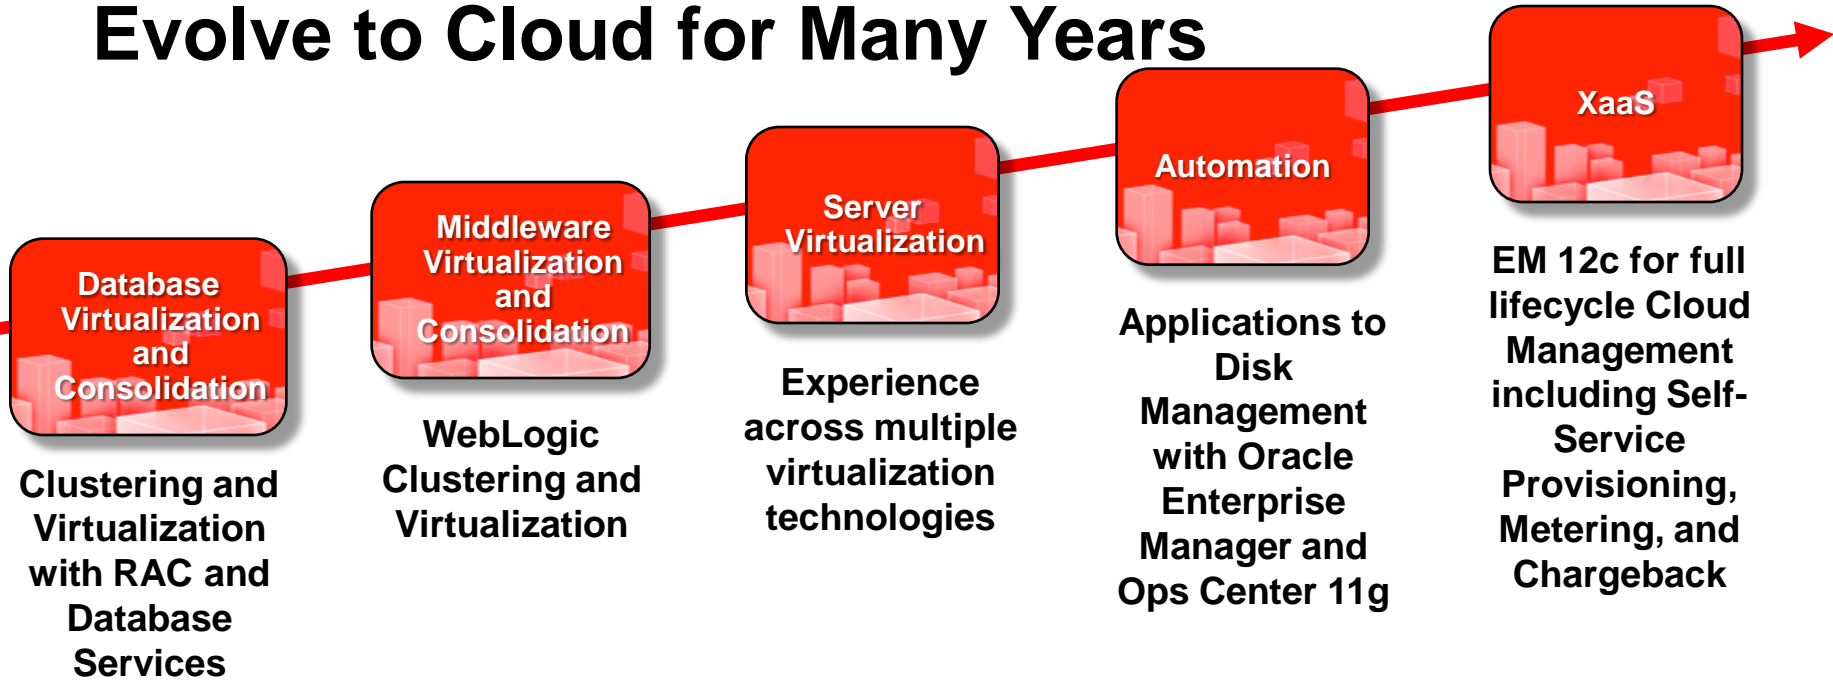 Evolve to Cloud for Many Years
Database
Virtualization
and
Consolidation
Clustering and
Virtualization
with RAC and
Database
Services
Middleware
Virtualization
and
Consolidation
WebLogic
Clustering and
Virtualization
Server
Virtualization
Experience
across multiple
virtualization
technologies
Automation
Applications to
Disk
Management
with Oracle
Enterprise
Manager and
Ops Center 11g
XaaS
EM 12c for full
lifecycle Cloud
Management
including Self-
Service
Provisioning,
Metering, and
Chargeback